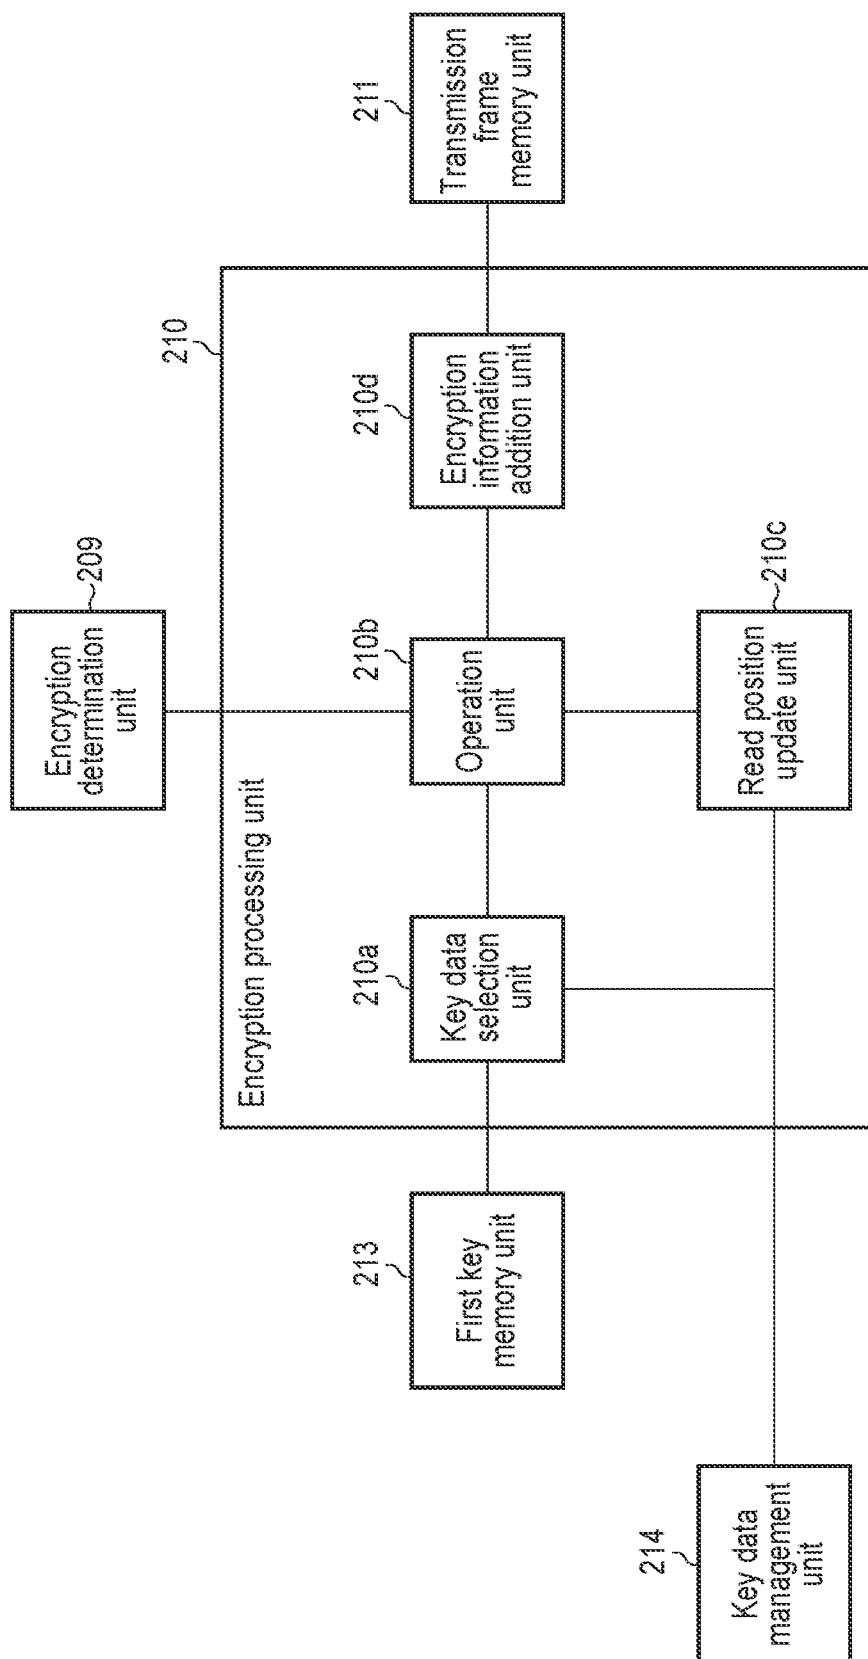 Encryption
determination
unit
209
210
Encryption processing unit
213
First key
memory unit
210a
Key data
selection
unit
210b
Operation
unit
210d
Encryption
information
addition unit
211
Transmission
frame
memory unit
214
Key data
management
unit
Read position
update unit
210c